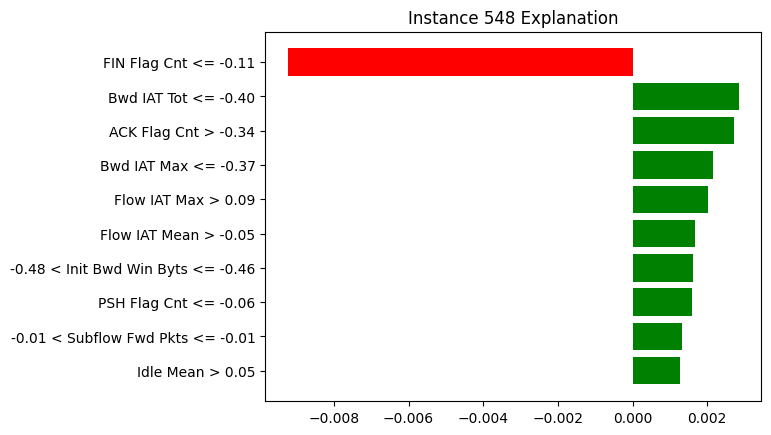 Instance 548 Explanation
FIN Flag Cnt <= -0.11
Bwd IAT Tot <= -0.40
ACK Flag Cnt > -0.34
Bwd IAT Max <= -0.37
Flow IAT Max > 0.09
Flow IAT Mean > -0.05
-0.48 < Init Bwd Win Byts <= -0.46
PSH Flag Cnt <= -0.06
-0.01 < Subflow Fwd Pkts <= -0.01
Idle Mean > 0.05
−0.008 −0.006 −0.004 −0.002 0.000 0.002